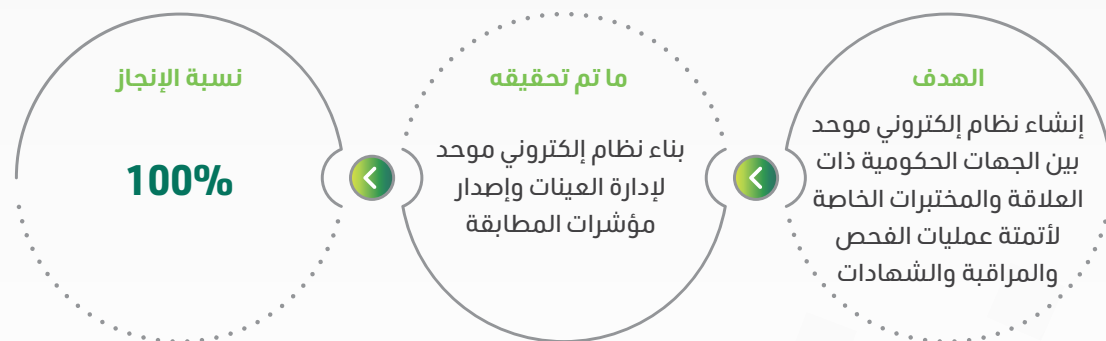 الهدف
إنشاء نظام إلكتروني موحد
بين الجهات الحكومية ذات
العلاقة والمختبرات الخاصة
لأتمتة عمليات الفحص
والمراقبة والشهادات
ما تم تحقيقه
بناء نظام إلكتروني موحد
لإدارة العينات وإصدار
مؤشرات المطابقة
نسبة الإنجاز
100%